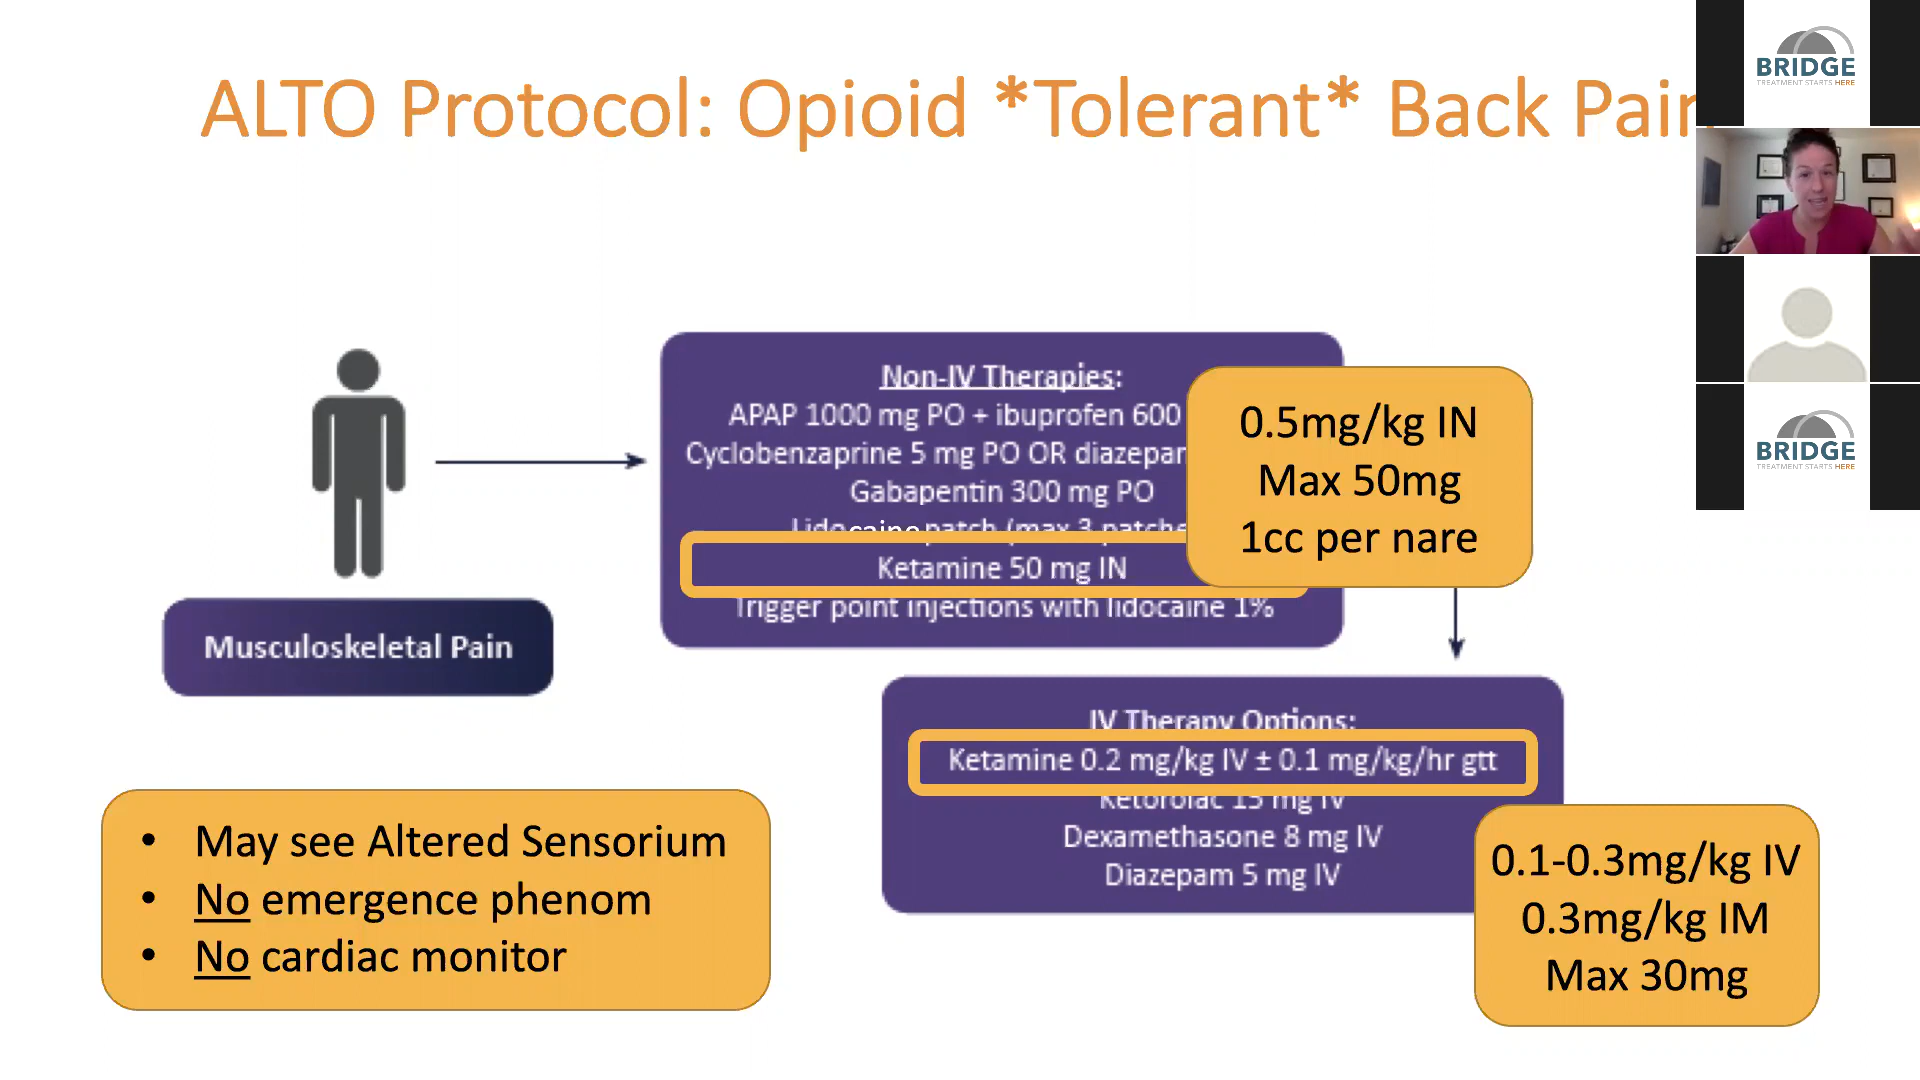 ALTO Protocol: Opioid *Tolerant* Back Pain
BRIDGE
TREATMENT STARTS HERE
Non-IV Therapies:
APAP 1000 mg PO + ibuprofen 600
Cyclobenzaprine 5 mg PO OR diazepam
Gabapentin 300 mg PO
Lidocaine patch (max 3 patche
Ketamine 50 mg IN
Trigger point injections with lidocaine 1%
0.5mg/kg IN
Max 50mg
1cc per nare
BRIDGE
TREATMENT STARTS HERE
Musculoskeletal Pain
IV Therapy Options:
Ketamine 0.2 mg/kg IV ± 0.1 mg/kg/hr gtt
Ketorolac 15 mg IV
Dexamethasone 8 mg IV
Diazepam 5 mg IV
• May see Altered Sensorium
• No emergence phenom
• No cardiac monitor
0.1-0.3mg/kg IV
0.3mg/kg IM
Max 30mg